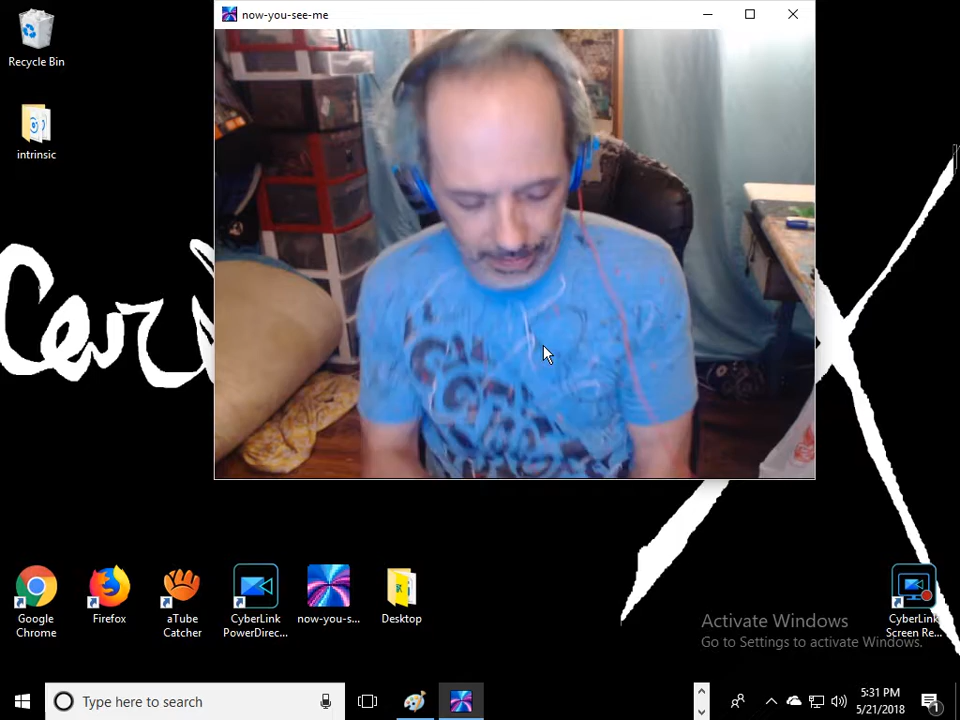 now-you-see-me
Recycle Bin
intrinsic
Google
Chrome
Firefox
aTube
Catcher
CyberLink
PowerDirec...
now-you-s...
Desktop
CyberLink
Screen Re...
Activate Windows
Go to Settings to activate Windows.
Type here to search
5:31 PM
5/21/2018
1